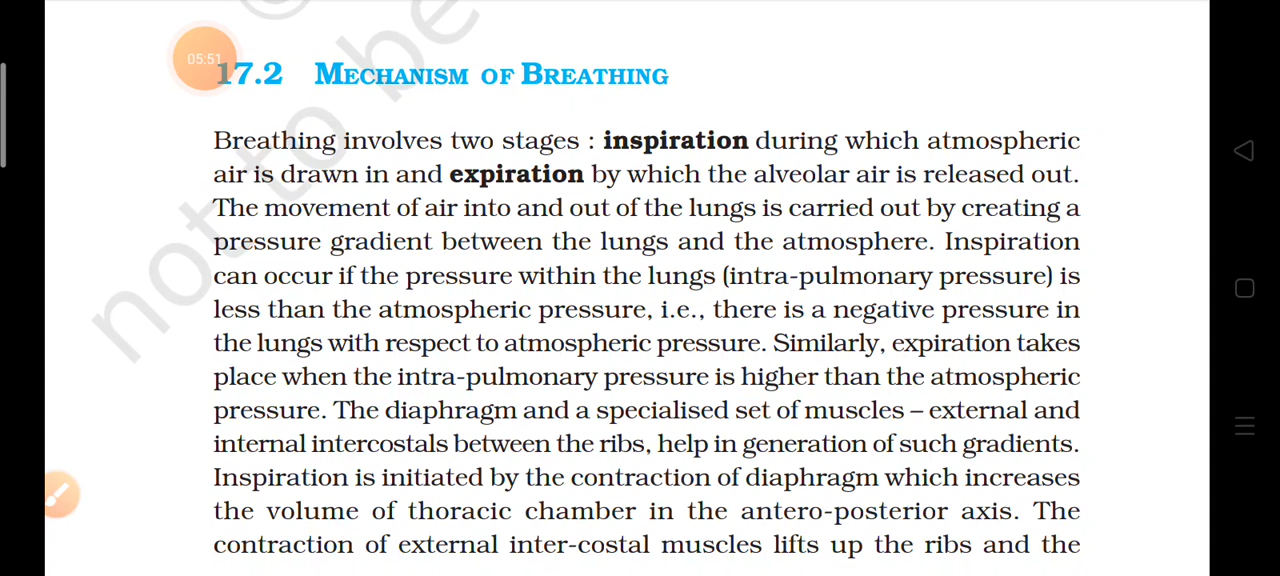 05:51
17.2 MECHANISM OF BREATHING
Breathing involves two stages : inspiration during which atmospheric
air is drawn in and expiration by which the alveolar air is released out.
The movement of air into and out of the lungs is carried out by creating a
pressure gradient between the lungs and the atmosphere. Inspiration
can occur if the pressure within the lungs (intra-pulmonary pressure) is
less than the atmospheric pressure, i.e., there is a negative pressure in
the lungs with respect to atmospheric pressure. Similarly, expiration takes
place when the intra-pulmonary pressure is higher than the atmospheric
pressure. The diaphragm and a specialised set of muscles – external and
internal intercostals between the ribs, help in generation of such gradients.
Inspiration is initiated by the contraction of diaphragm which increases
the volume of thoracic chamber in the antero-posterior axis. The
contraction of external inter-costal muscles lifts up the ribs and the
not to be